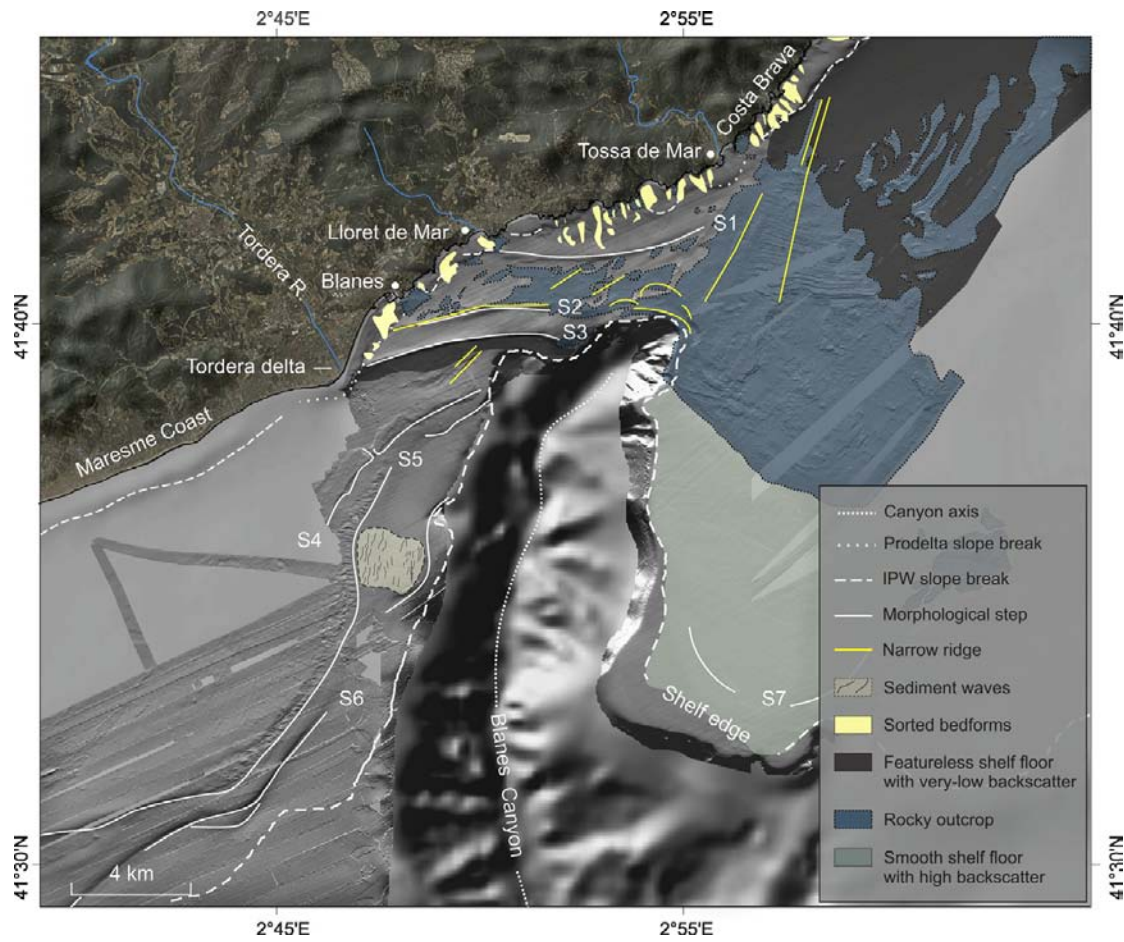 2°45'E
2°55'E
Costa Brava
Tossa de Mar
S1
Lloret de Mar
Tordera R.
Blanes
41°40'N
S2
41°40'N
S3
Tordera delta
Maresme Coast
S5
S4
S6
S7
Shelf edge
Blanes Canyon
Canyon axis
Prodelta slope break
IPW slope break
Morphological step
Narrow ridge
Sediment waves
Sorted bedforms
Featureless shelf floor
with very-low backscatter
Rocky outcrop
Smooth shelf floor
with high backscatter
41°30'N
41°30'N
4 km
2°45'E
2°55'E